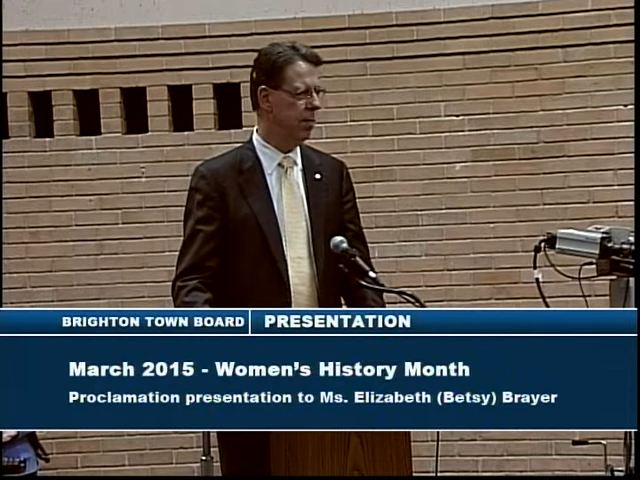 BRIGHTON TOWN BOARD PRESENTATION
March 2015 - Women's History Month
Proclamation presentation to Ms. Elizabeth (Betsy) Brayer